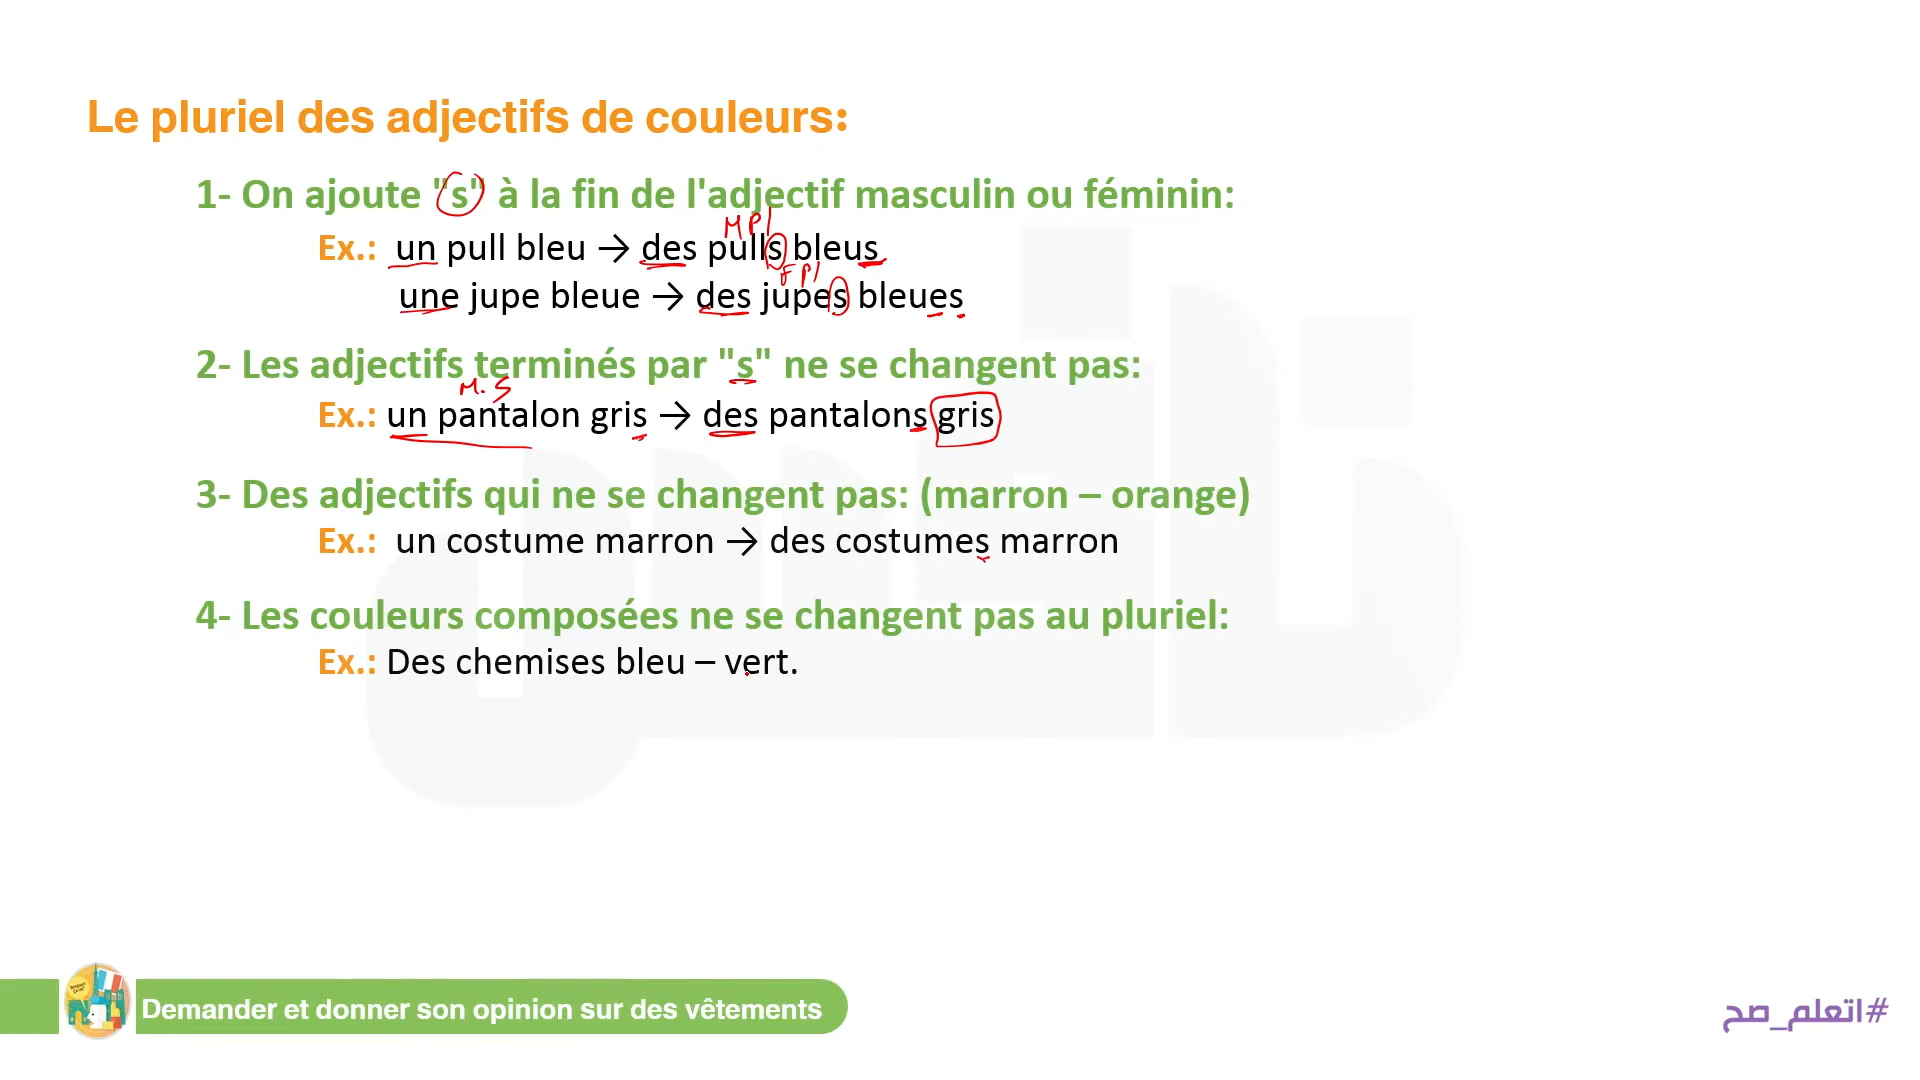 Le pluriel des adjectifs de couleurs:
1- On ajoute "s" à la fin de l'adjectif masculin ou féminin:
M Pl
Ex.: un pull bleu → des pulls bleus
F Pl
une jupe bleue → des jupes bleues
2- Les adjectifs terminés par "s" ne se changent pas:
M. S
Ex.: un pantalon gris → des pantalons gris
3- Des adjectifs qui ne se changent pas: (marron – orange)
Ex.: un costume marron → des costumes marron
4- Les couleurs composées ne se changent pas au pluriel:
Ex.: Des chemises bleu – vert.
Demander et donner son opinion sur des vêtements
#اتعلم_صح